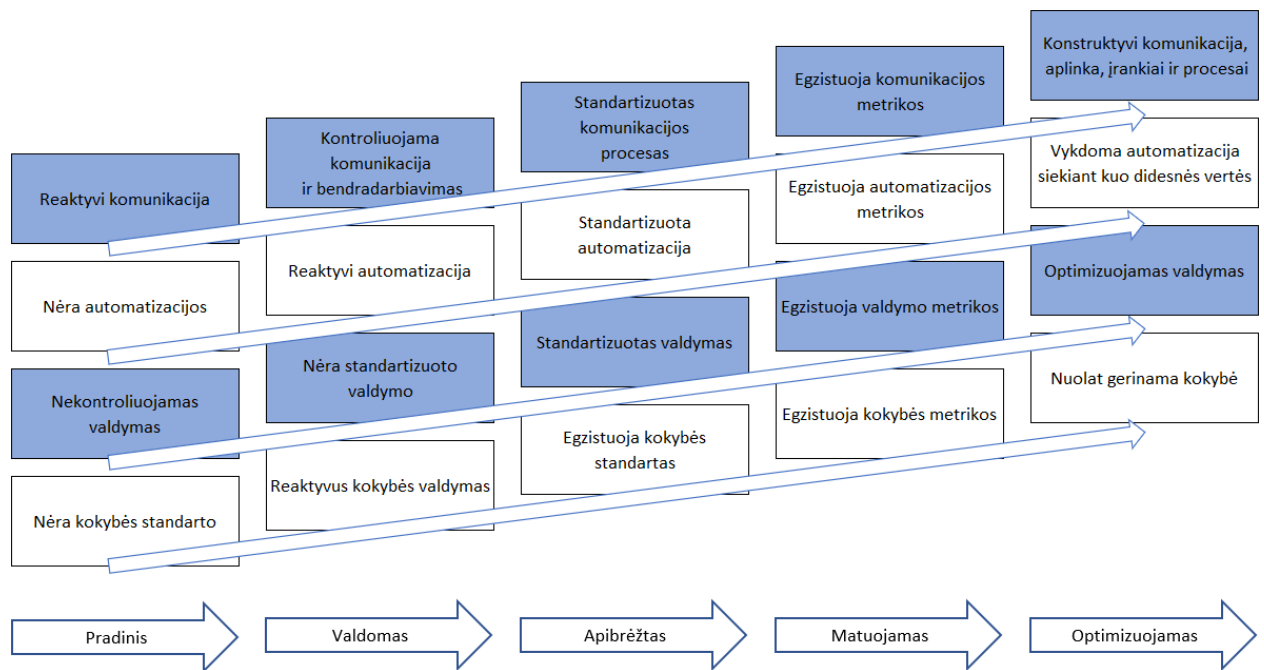 Reaktyvi komunikacija
Nėra automatizacijos
Nekontroliuojamas
valdymas
Nėra kokybės standarto
Pradinis
Kontroliuojama
komunikacija
ir bendradarbiavimas
Reaktyvi automatizacija
Nėra standartizuoto
valdymo
Reaktyvus kokybės valdymas
Valdomas
Standartizuotas
komunikacijos
procesas
Standartizuota
automatizacija
Standartizuotas valdymas
Egzistuoja kokybės
standartas
Apibrėžtas
Egzistuoja komunikacijos
metrikos
Egzistuoja automatizacijos
metrikos
Egzistuoja valdymo metrikos
Egzistuoja kokybės metrikos
Matuojamas
Konstruktyvi komunikacija,
aplinka, įrankiai ir procesai
Vykdoma automatizacija
siekiant kuo didesnės vertės
Optimizuojamas valdymas
Nuolat gerinama kokybė
Optimizuojamas